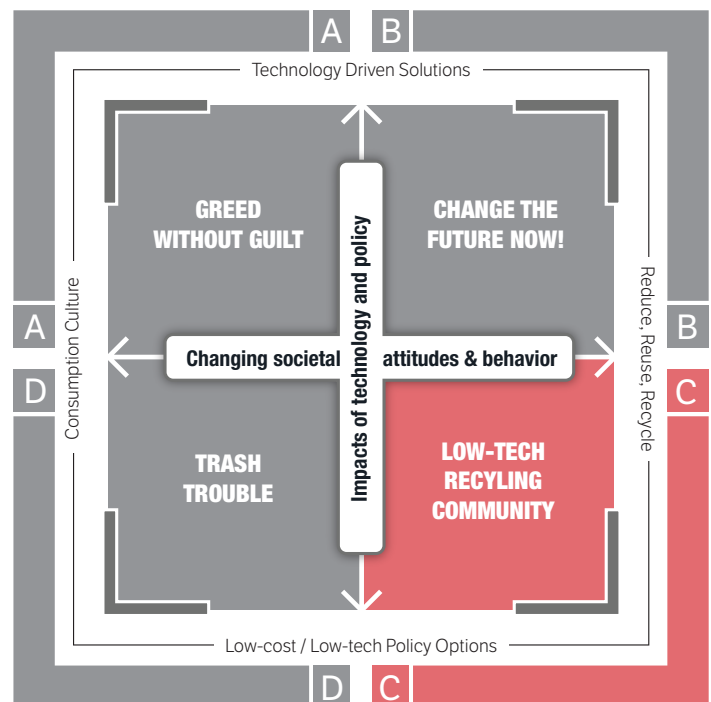 A B
Technology Driven Solutions
GREED
WITHOUT GUILT
CHANGE THE
FUTURE NOW!
Impacts of technology and policy
Consumption Culture
Reduce, Reuse, Recycle
A
B
Changing societal attitudes & behavior
D
C
TRASH
TROUBLE
LOW-TECH
RECYLING
COMMUNITY
Low-cost / Low-tech Policy Options
D C